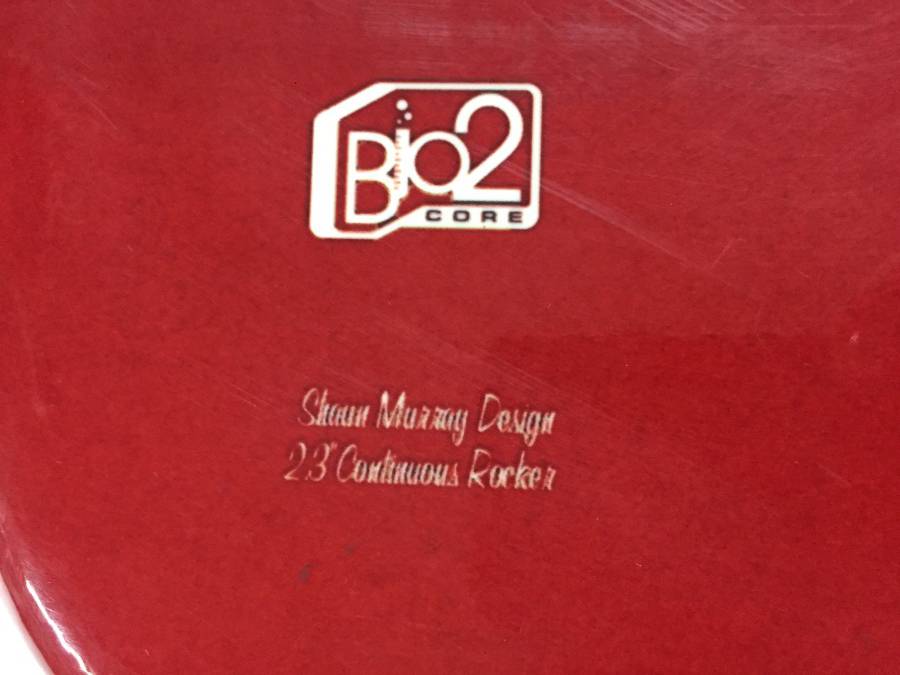 Bio2
CORE
Shaun Murray Design
2.3" Continuous Rocker